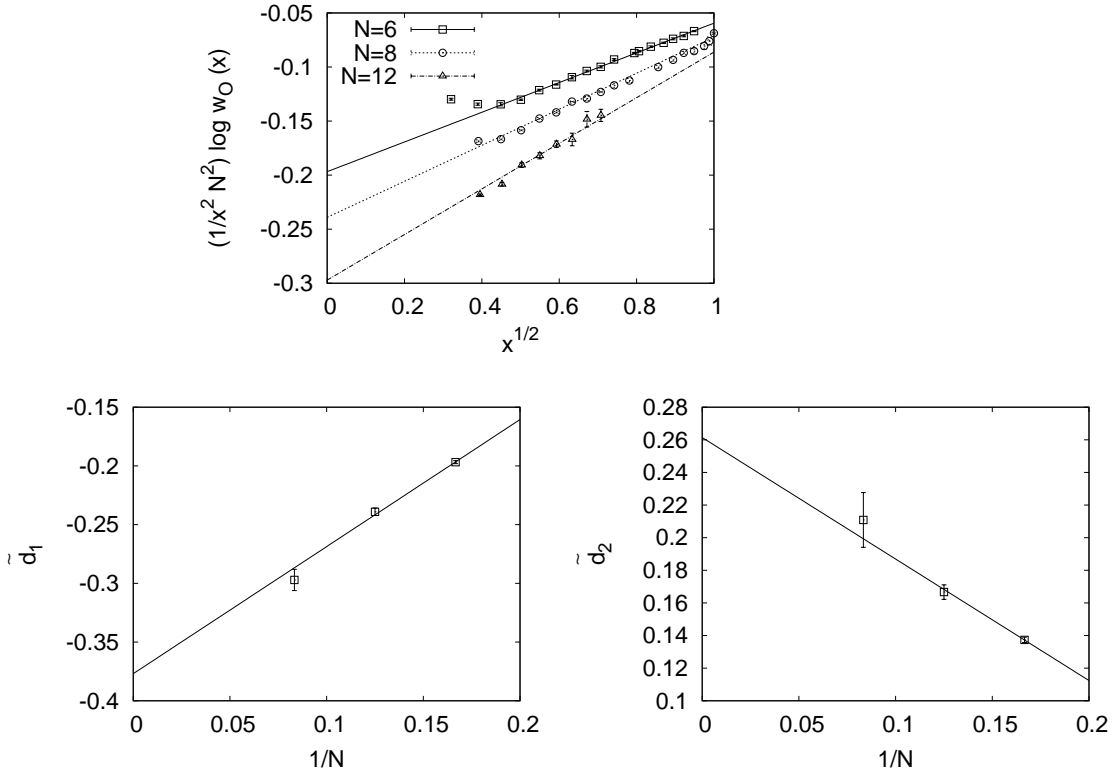 -0.05
-0.1
-0.15
-0.2
-0.25
-0.3
(1/x² N²) log w_O (x)
N=6
N=8
N=12
0 0.2 0.4 0.6 0.8 1
x^{1/2}
-0.15
-0.2
-0.25
-0.3
-0.35
-0.4
d̃₁
0 0.05 0.1 0.15 0.2
1/N
0.28
0.26
0.24
0.22
0.2
0.18
0.16
0.14
0.12
0.1
d̃₂
0 0.05 0.1 0.15 0.2
1/N